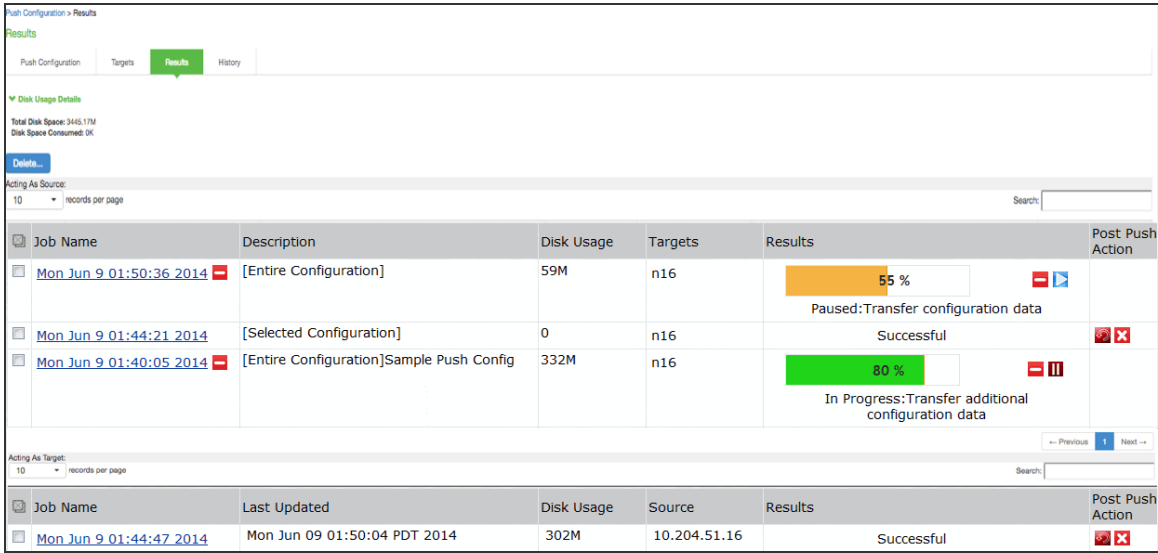 Push Configuration > Results
Results
Push Configuration Targets Results History
Disk Usage Details
Total Disk Space: 3445.17M
Disk Space Consumed: 0K
Delete...
Acting As Source:
10 records per page Search:
Job Name Description Disk Usage Targets Results Post Push Action
Mon Jun 9 01:50:36 2014 [Entire Configuration] 59M n16 55 %
Paused:Transfer configuration data
Mon Jun 9 01:44:21 2014 [Selected Configuration] 0 n16 Successful
Mon Jun 9 01:40:05 2014 [Entire Configuration]Sample Push Config 332M n16 80 %
In Progress:Transfer additional
configuration data
← Previous 1 Next →
Acting As Target:
10 records per page Search:
Job Name Last Updated Disk Usage Source Results Post Push Action
Mon Jun 9 01:44:47 2014 Mon Jun 09 01:50:04 PDT 2014 302M 10.204.51.16 Successful